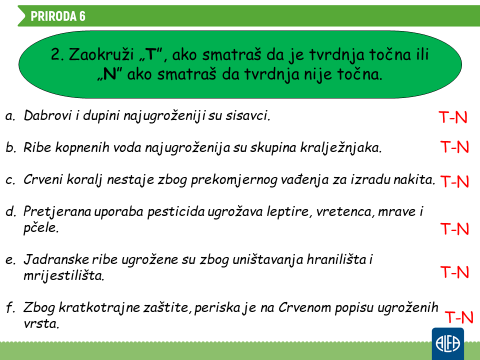 PRIRODA 6
2. Zaokruži „T”, ako smatraš da je tvrdnja točna ili
„N” ako smatraš da tvrdnja nije točna.
a. Dabrovi i dupini najugroženiji su sisavci. T-N
b. Ribe kopnenih voda najugroženija su skupina kralježnjaka. T-N
c. Crveni koralj nestaje zbog prekomjernog vađenja za izradu nakita. T-N
d. Pretjerana uporaba pesticida ugrožava leptire, vretenca, mrave i
pčele. T-N
e. Jadranske ribe ugrožene su zbog uništavanja hranilišta i
mrijestilišta. T-N
f. Zbog kratkotrajne zaštite, periska je na Crvenom popisu ugroženih
vrsta. T-N
ALFA